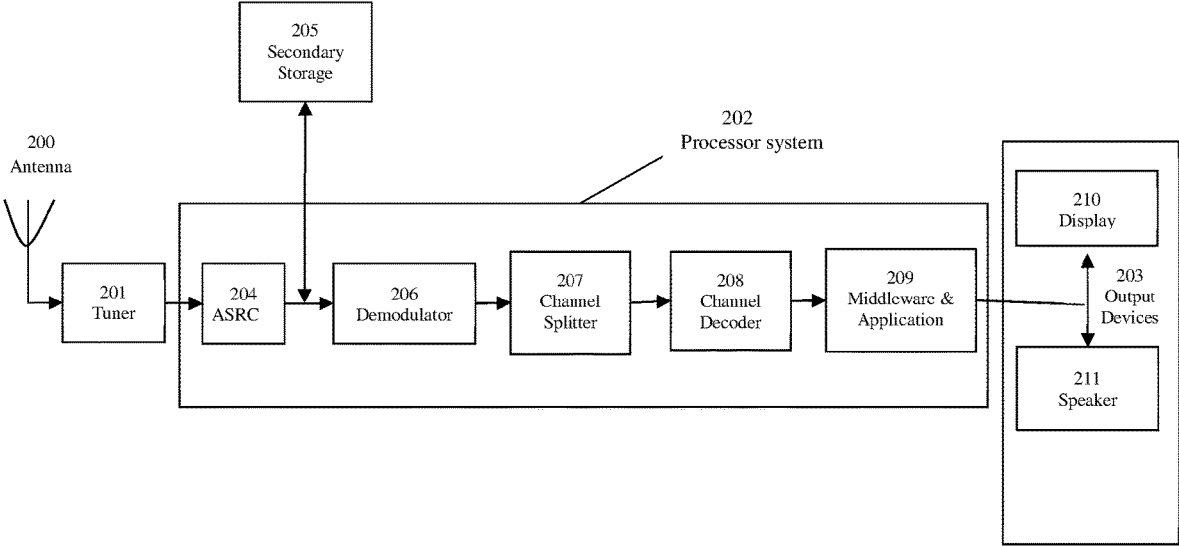 205
Secondary
Storage
202
Processor system
200
Antenna
201
Tuner
204
ASRC
206
Demodulator
207
Channel
Splitter
208
Channel
Decoder
209
Middleware &
Application
210
Display
203
Output
Devices
211
Speaker